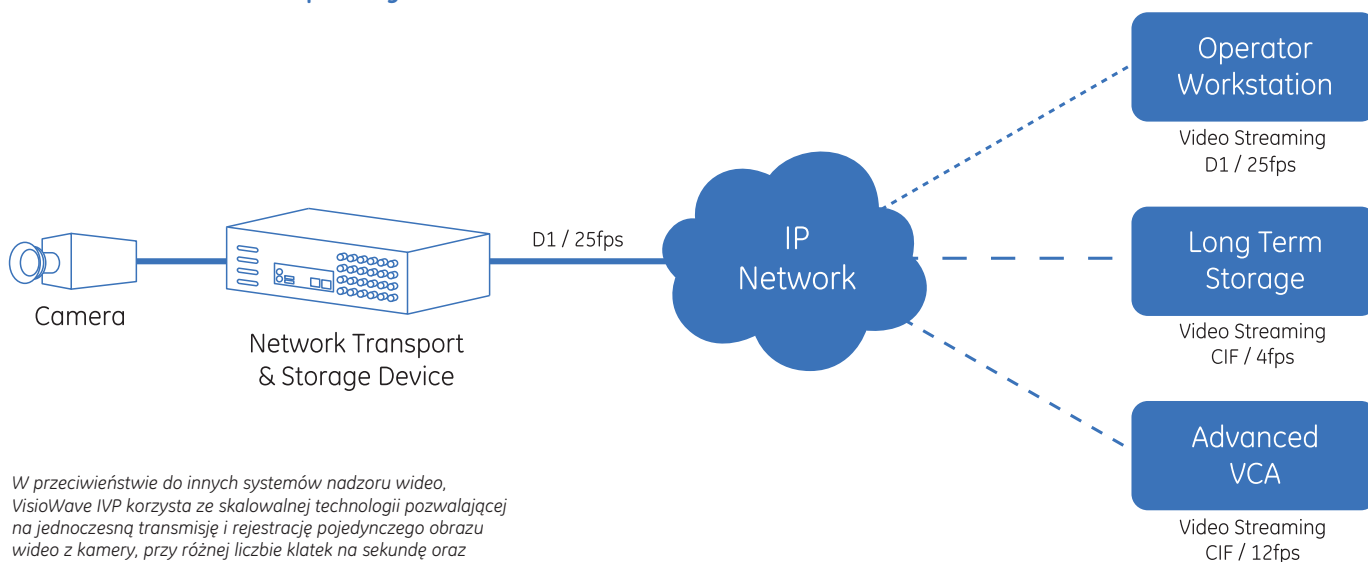 Operator
Workstation
Video Streaming
D1 / 25fps
D1 / 25fps
IP
Network
Long Term
Storage
Video Streaming
CIF / 4fps
Camera
Network Transport
& Storage Device
Advanced
VCA
Video Streaming
CIF / 12fps
W przeciwieństwie do innych systemów nadzoru wideo,
VisioWave IVP korzysta ze skalowalnej technologii pozwalającej
na jednoczesną transmisję i rejestrację pojedynczego obrazu
wideo z kamery, przy różnej liczbie klatek na sekundę oraz